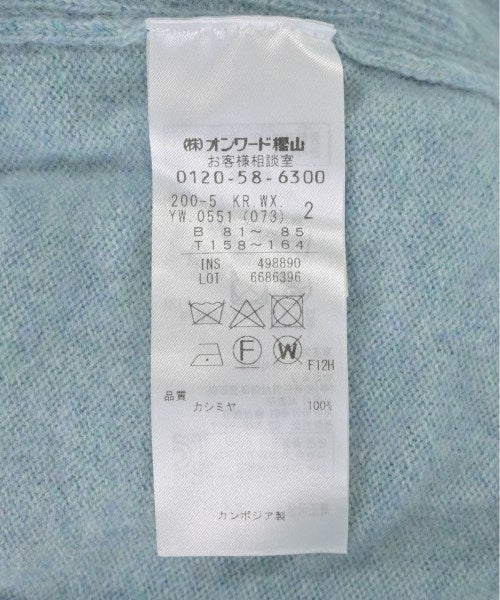 ㈱オンワード樫山
お客様相談室
0120-58-6300
200-5 KR.WX. 2
YW.0551 (073)
B 81～ 85
T158～164
INS 498890
LOT 6686396
F W F12H
品質
カシミヤ 100%
カンボジア製